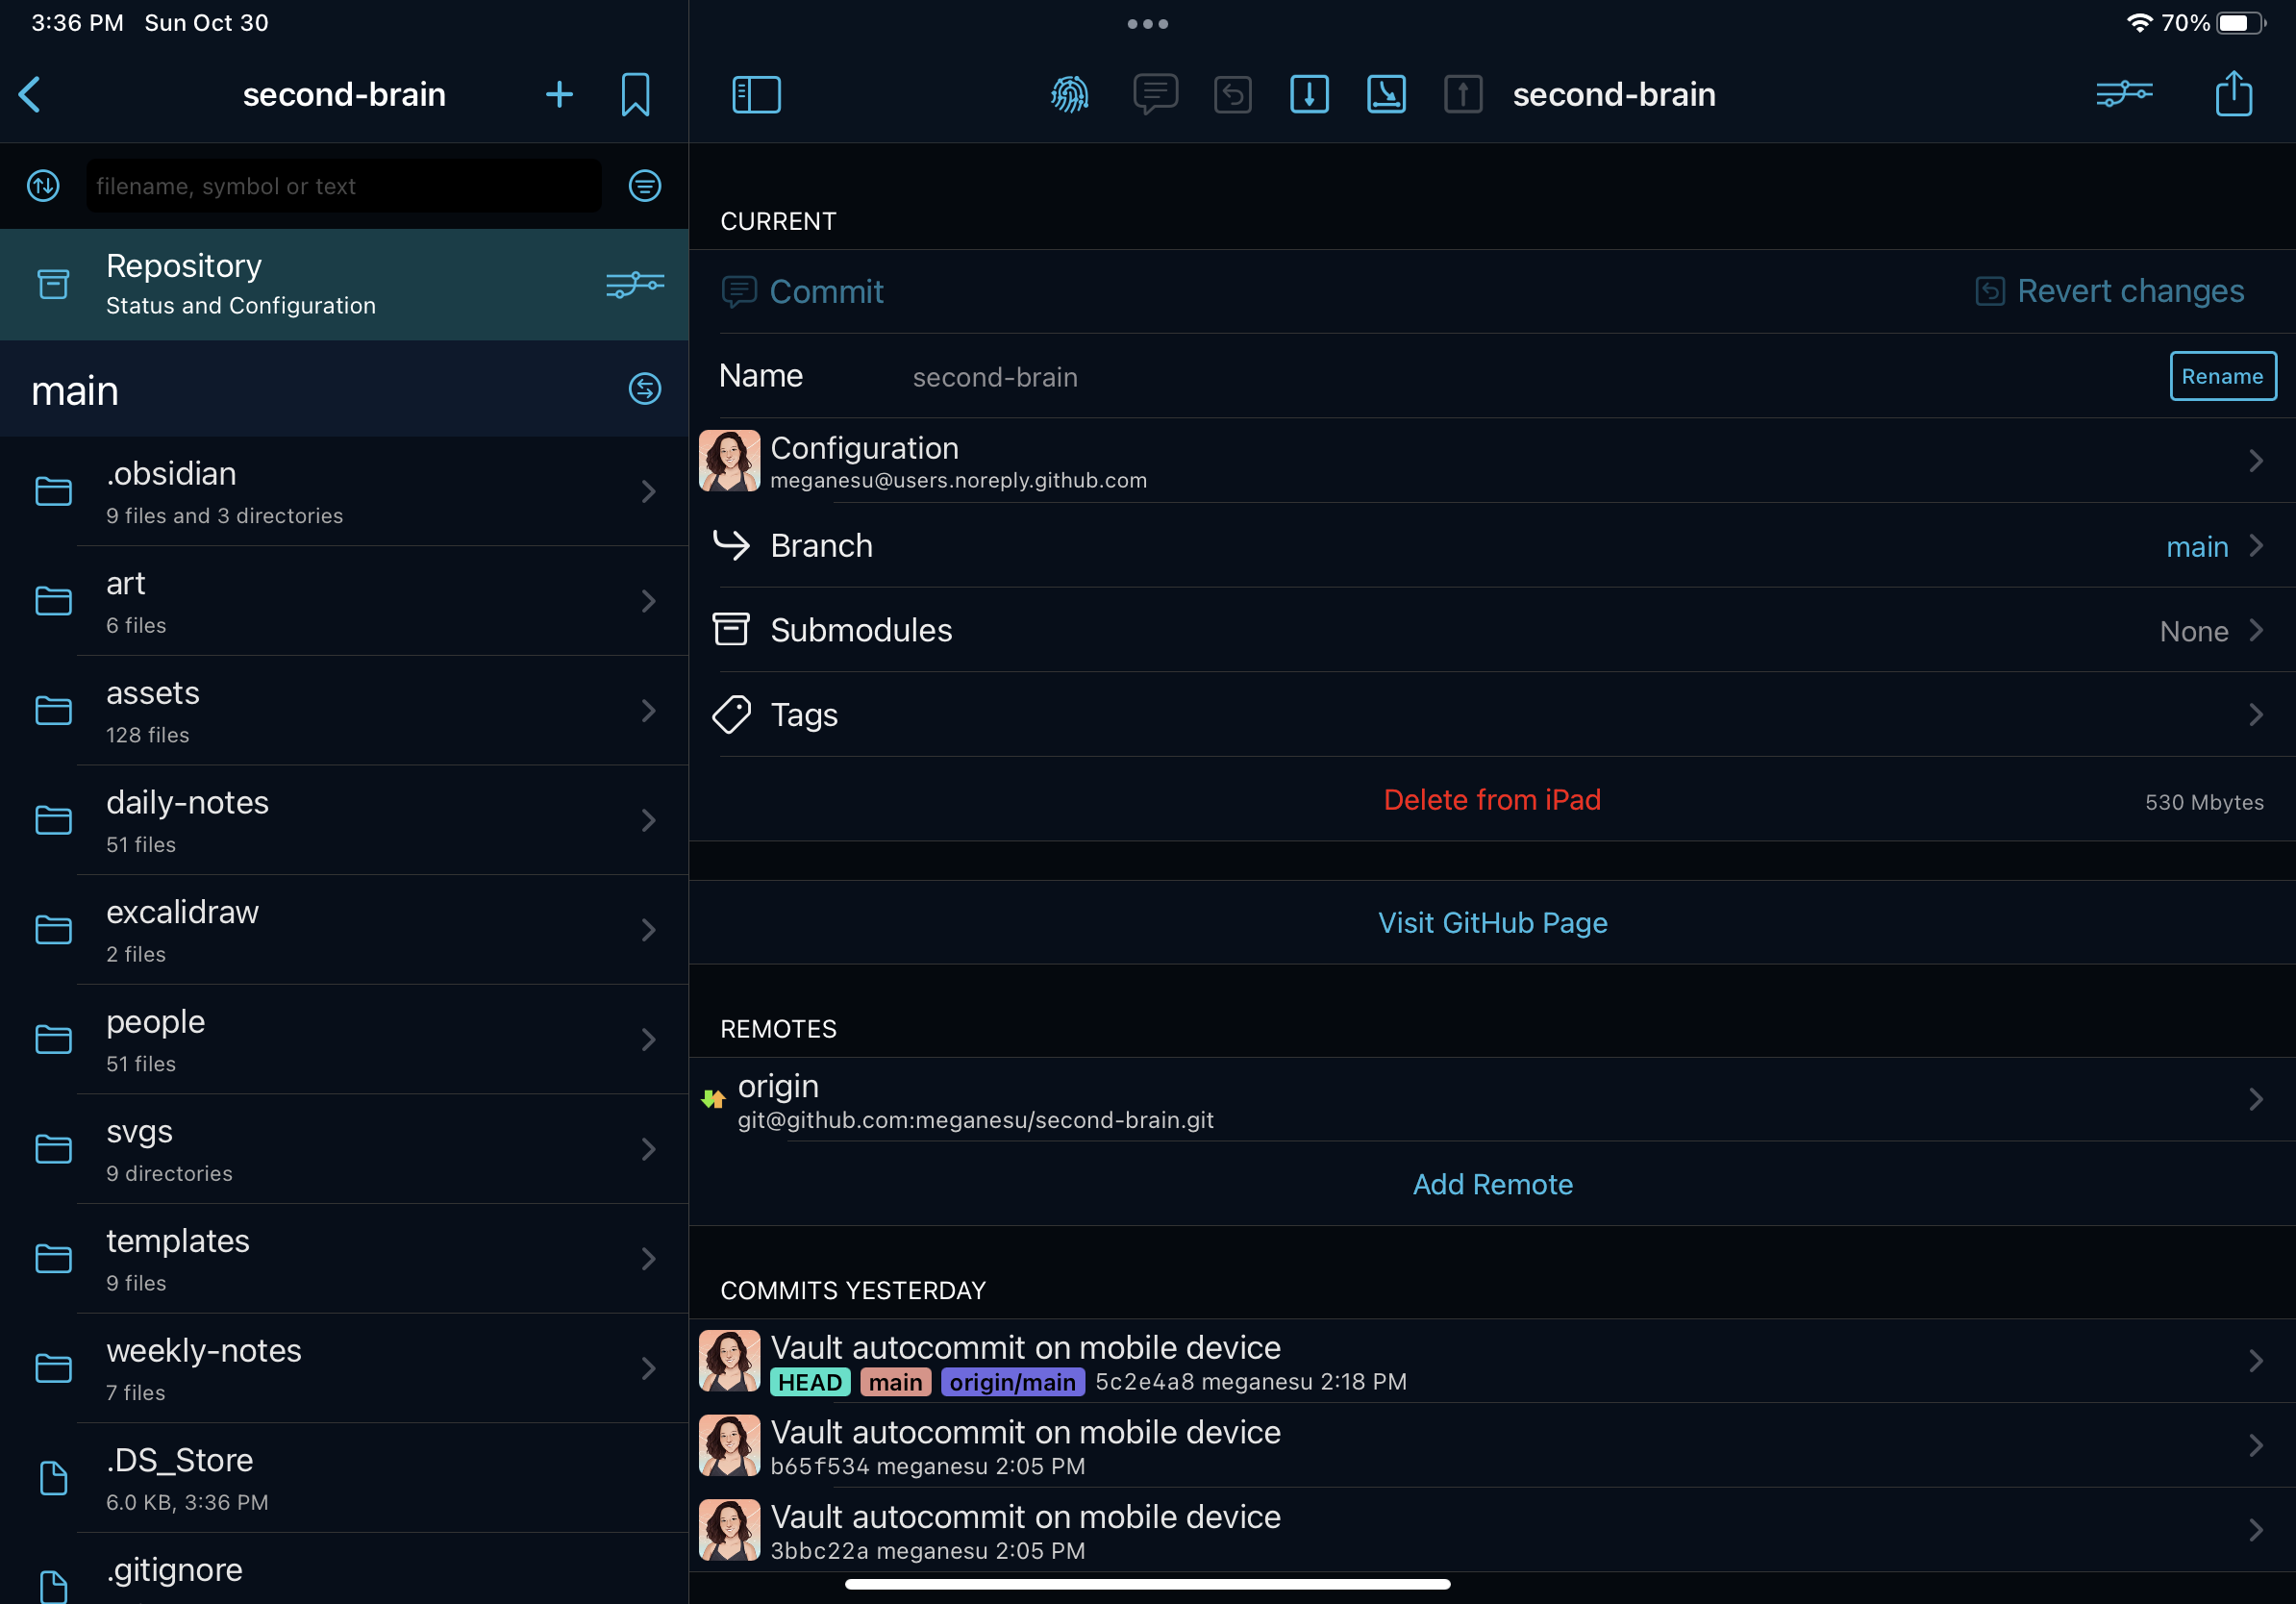 3:36 PM Sun Oct 30
70%
second-brain
filename, symbol or text
Repository
Status and Configuration
main
.obsidian
9 files and 3 directories
art
6 files
assets
128 files
daily-notes
51 files
excalidraw
2 files
people
51 files
svgs
9 directories
templates
9 files
weekly-notes
7 files
.DS_Store
6.0 KB, 3:36 PM
.gitignore
second-brain
CURRENT
Commit Revert changes
Name second-brain Rename
Configuration
meganesu@users.noreply.github.com
Branch main
Submodules None
Tags
Delete from iPad 530 Mbytes
Visit GitHub Page
REMOTES
origin
git@github.com:meganesu/second-brain.git
Add Remote
COMMITS YESTERDAY
Vault autocommit on mobile device
HEAD main origin/main 5c2e4a8 meganesu 2:18 PM
Vault autocommit on mobile device
b65f534 meganesu 2:05 PM
Vault autocommit on mobile device
3bbc22a meganesu 2:05 PM